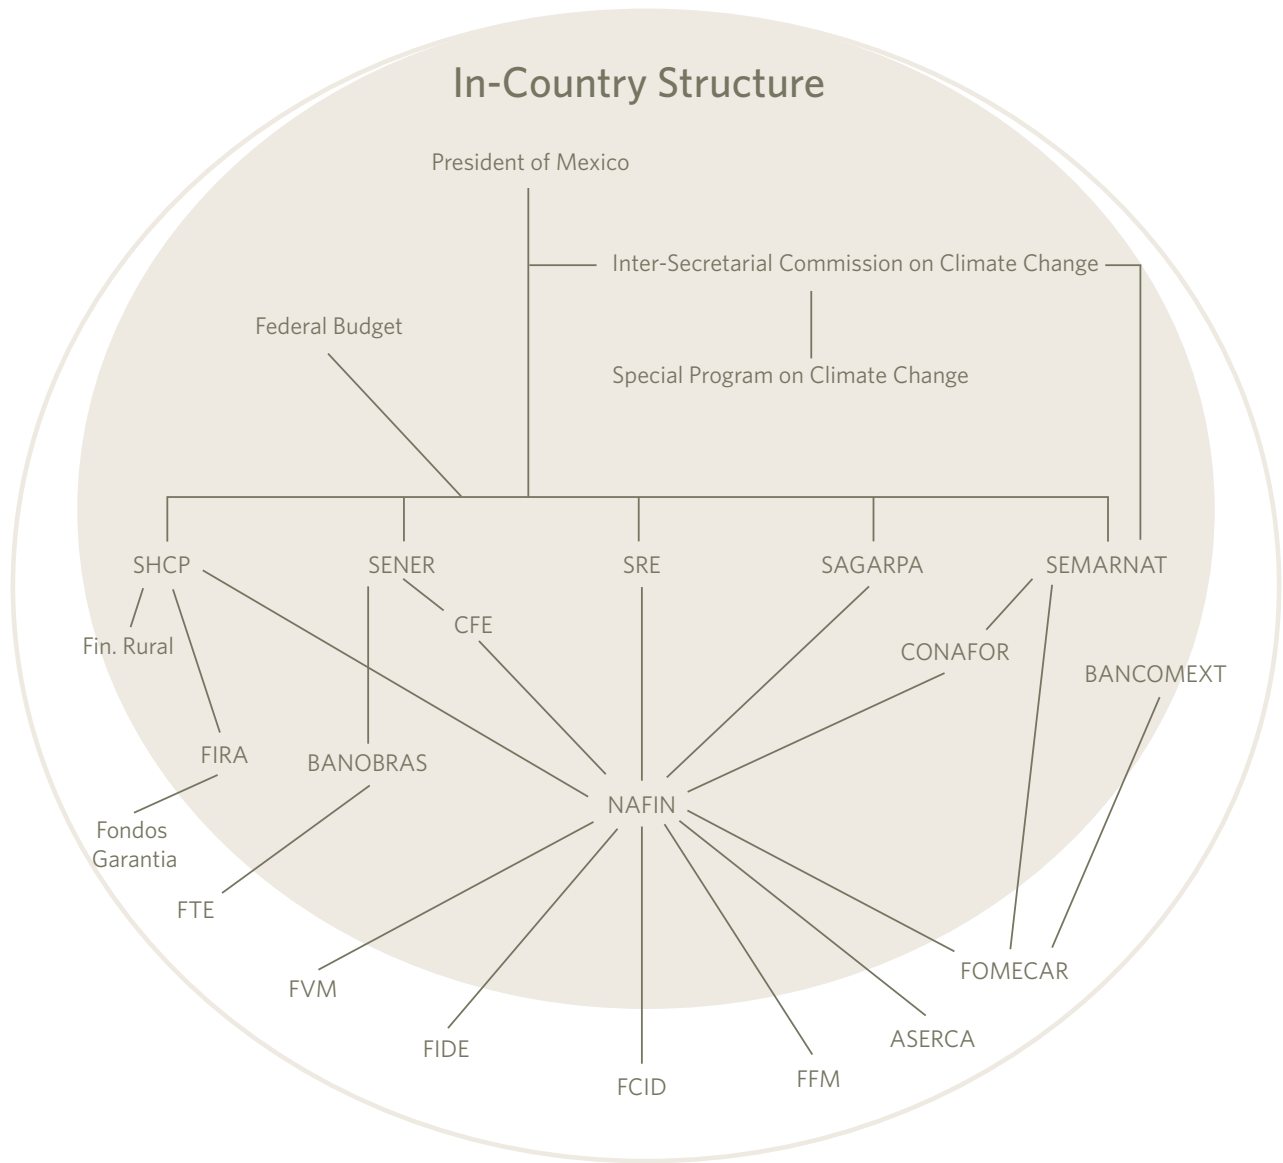 In-Country Structure
President of Mexico
Inter-Secretarial Commission on Climate Change
Federal Budget
Special Program on Climate Change
SHCP
SENER
SRE
SAGARPA
SEMARNAT
CFE
Fin. Rural
CONAFOR
BANCOMEXT
FIRA
BANOBRAS
NAFIN
Fondos
Garantia
FTE
FOMECAR
FVM
FIDE
ASERCA
FCID
FFM